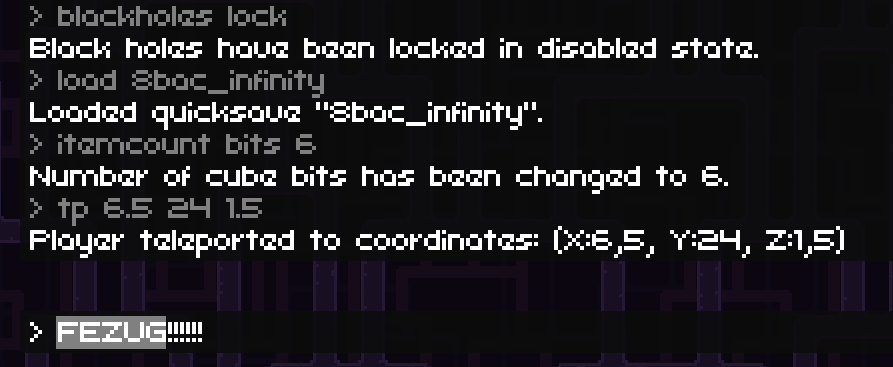 > blackholes lock
Black holes have been locked in disabled state.
> load 8bac_infinity
Loaded quicksave "8bac_infinity".
> itemcount bits 6
Number of cube bits has been changed to 6.
> tp 6.5 24 1.5
Player teleported to coordinates: (X:6,5, Y:24, Z:1,5)
> FEZUG!!!!!!